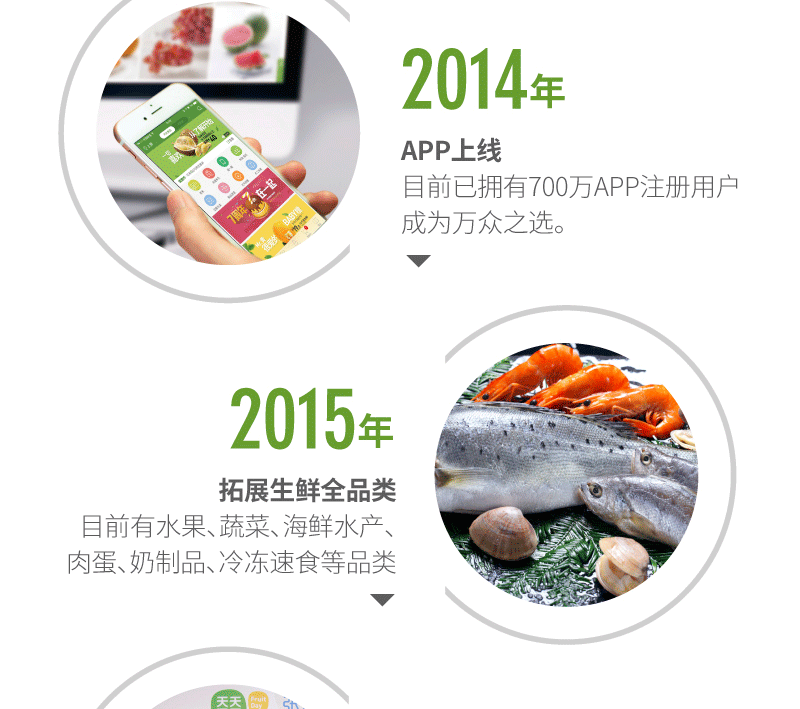 2014年
APP上线
目前已拥有700万APP注册用户
成为万众之选。
2015年
拓展生鲜全品类
目前有水果、蔬菜、海鲜水产、
肉蛋、奶制品、冷冻速食等品类
天天
Fruit
Day